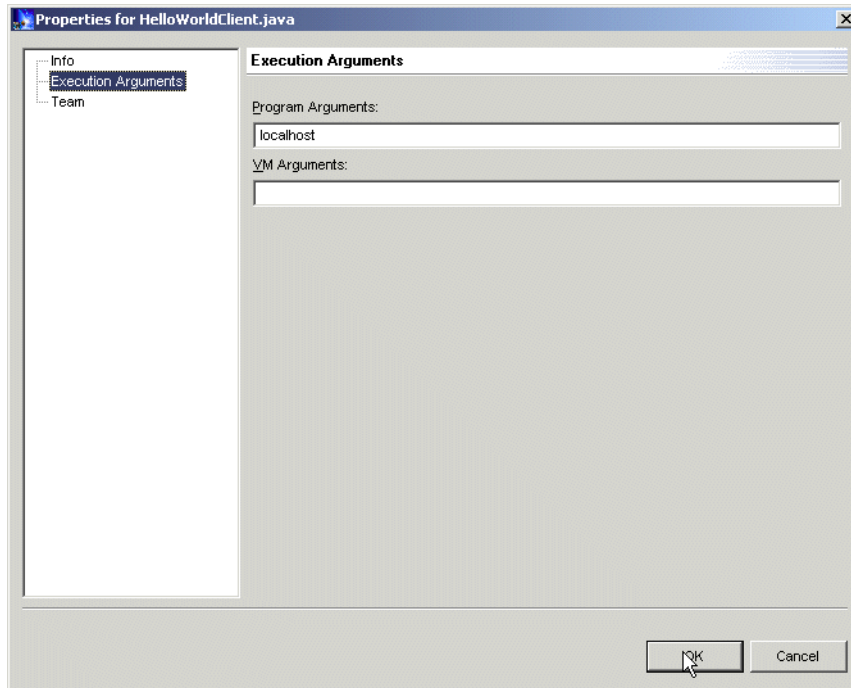 Properties for HelloWorldClient.java
Info
Execution Arguments
Team
Execution Arguments
Program Arguments:
localhost
VM Arguments:
OK
Cancel